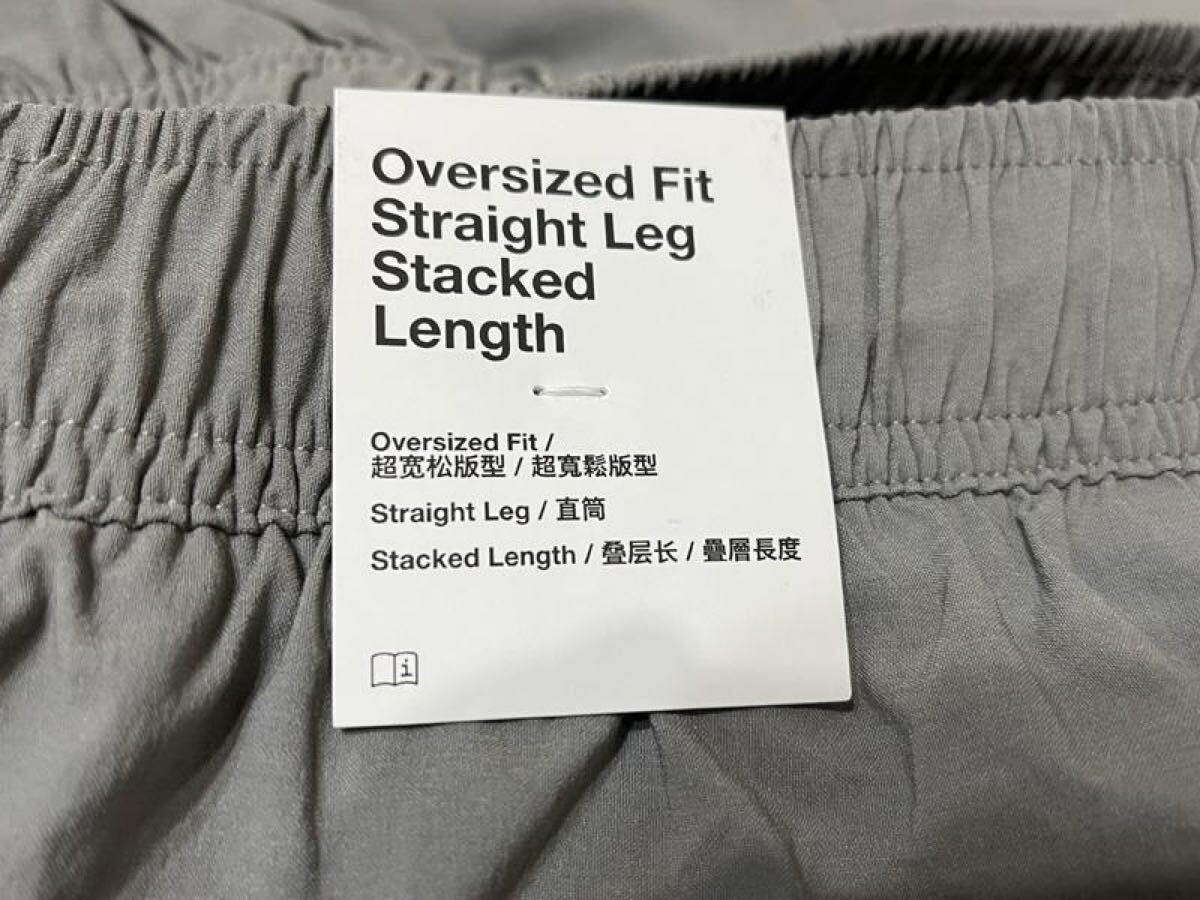 Oversized Fit
Straight Leg
Stacked
Length
Oversized Fit /
超宽松版型 / 超寬鬆版型
Straight Leg / 直筒
Stacked Length / 叠层长 / 疊層長度
i